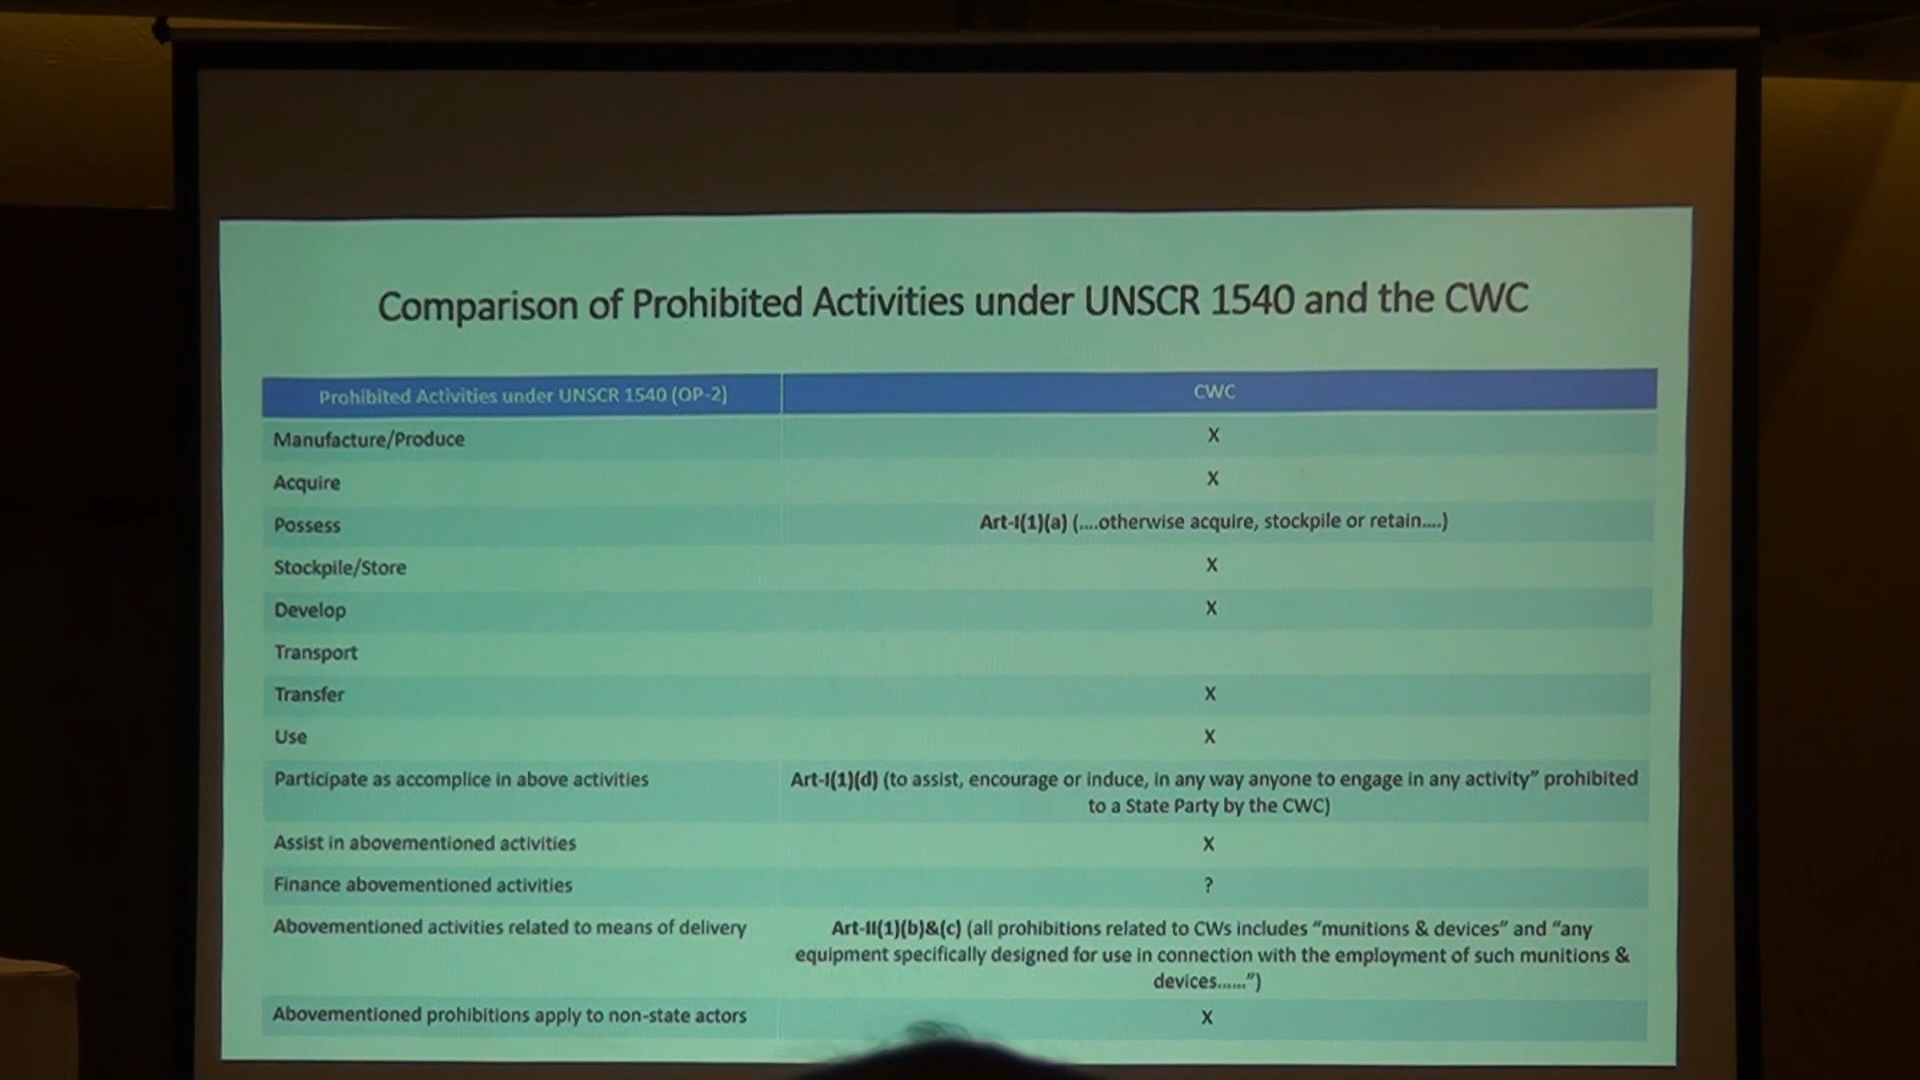 Comparison of Prohibited Activities under UNSCR 1540 and the CWC
Prohibited Activities under UNSCR 1540 (OP-2) CWC
Manufacture/Produce X
Acquire X
Possess Art-I(1)(a) (....otherwise acquire, stockpile or retain....)
Stockpile/Store X
Develop X
Transport
Transfer X
Use X
Participate as accomplice in above activities Art-I(1)(d) (to assist, encourage or induce, in any way anyone to engage in any activity” prohibited
to a State Party by the CWC)
Assist in abovementioned activities X
Finance abovementioned activities ?
Abovementioned activities related to means of delivery Art-II(1)(b)&(c) (all prohibitions related to CWs includes “munitions & devices” and “any
equipment specifically designed for use in connection with the employment of such munitions &
devices......”)
Abovementioned prohibitions apply to non-state actors X